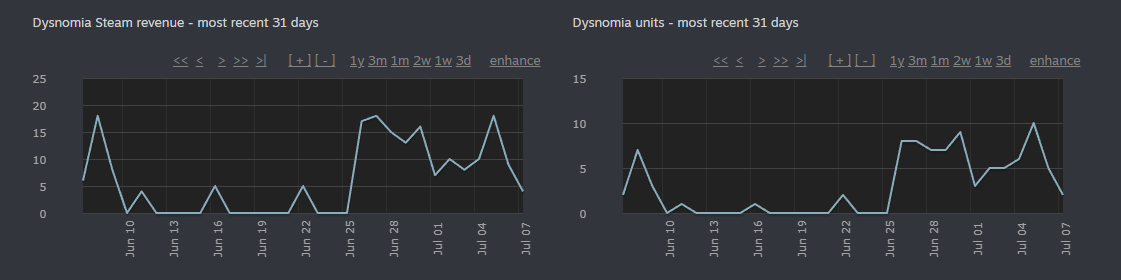 Dysnomia Steam revenue - most recent 31 days
<< < > >> >| [ + ] [ - ] 1y 3m 1m 2w 1w 3d enhance
25
20
15
10
5
0
Jun 10 Jun 13 Jun 16 Jun 19 Jun 22 Jun 25 Jun 28 Jul 01 Jul 04 Jul 07
Dysnomia units - most recent 31 days
<< < > >> >| [ + ] [ - ] 1y 3m 1m 2w 1w 3d enhance
15
10
5
0
Jun 10 Jun 13 Jun 16 Jun 19 Jun 22 Jun 25 Jun 28 Jul 01 Jul 04 Jul 07